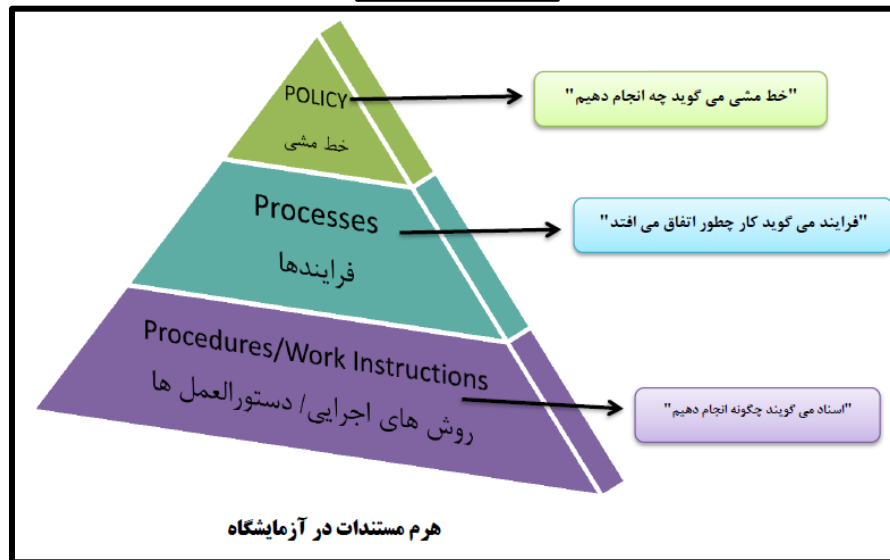 POLICY
خط مشی
"خط مشی می گوید چه انجام دهیم"
Processes
فرایندها
"فرایند می گوید کار چطور اتفاق می افتد"
Procedures/Work Instructions
روش های اجرایی/ دستورالعمل ها
"اسناد می گویند چگونه انجام دهیم"
هرم مستندات در آزمایشگاه